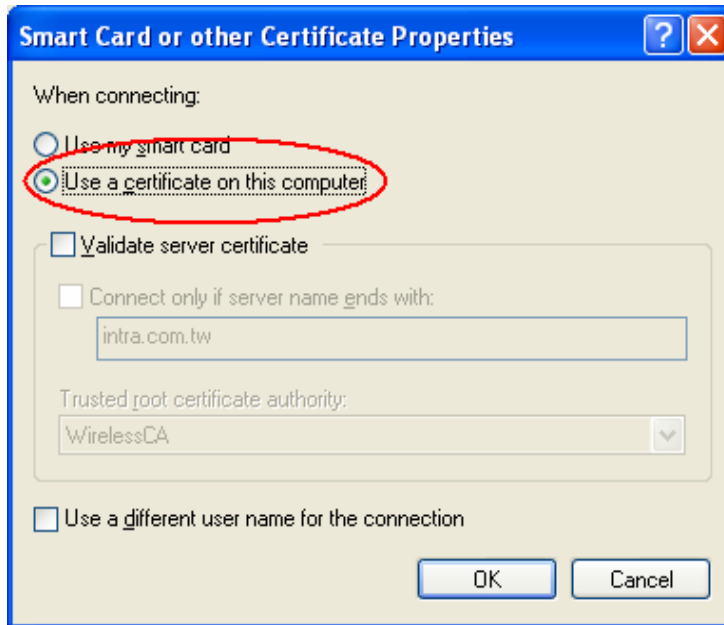 Smart Card or other Certificate Properties
When connecting:
Use my smart card
Use a certificate on this computer
Validate server certificate
Connect only if server name ends with:
intra.com.tw
Trusted root certificate authority:
WirelessCA
Use a different user name for the connection
OK Cancel